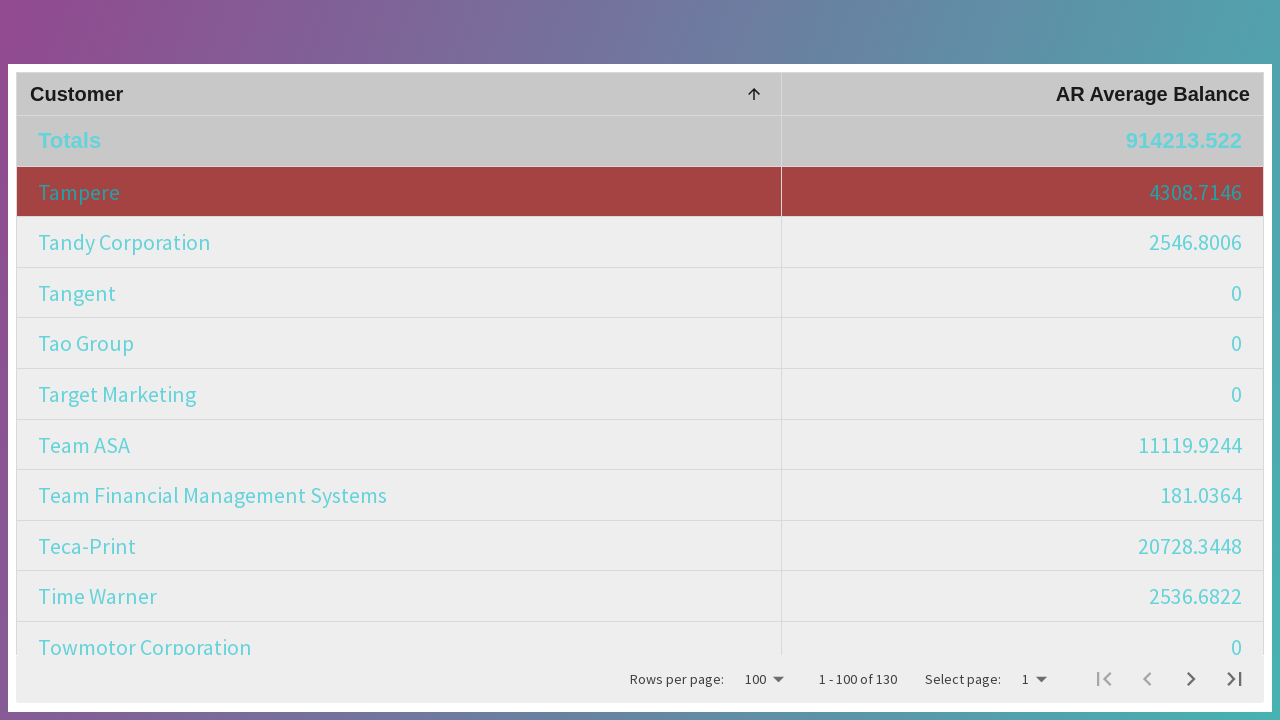 Customer AR Average Balance
Totals 914213.522
Tampere 4308.7146
Tandy Corporation 2546.8006
Tangent 0
Tao Group 0
Target Marketing 0
Team ASA 11119.9244
Team Financial Management Systems 181.0364
Teca-Print 20728.3448
Time Warner 2536.6822
Towmotor Corporation 0
Rows per page: 100 1 - 100 of 130 Select page: 1